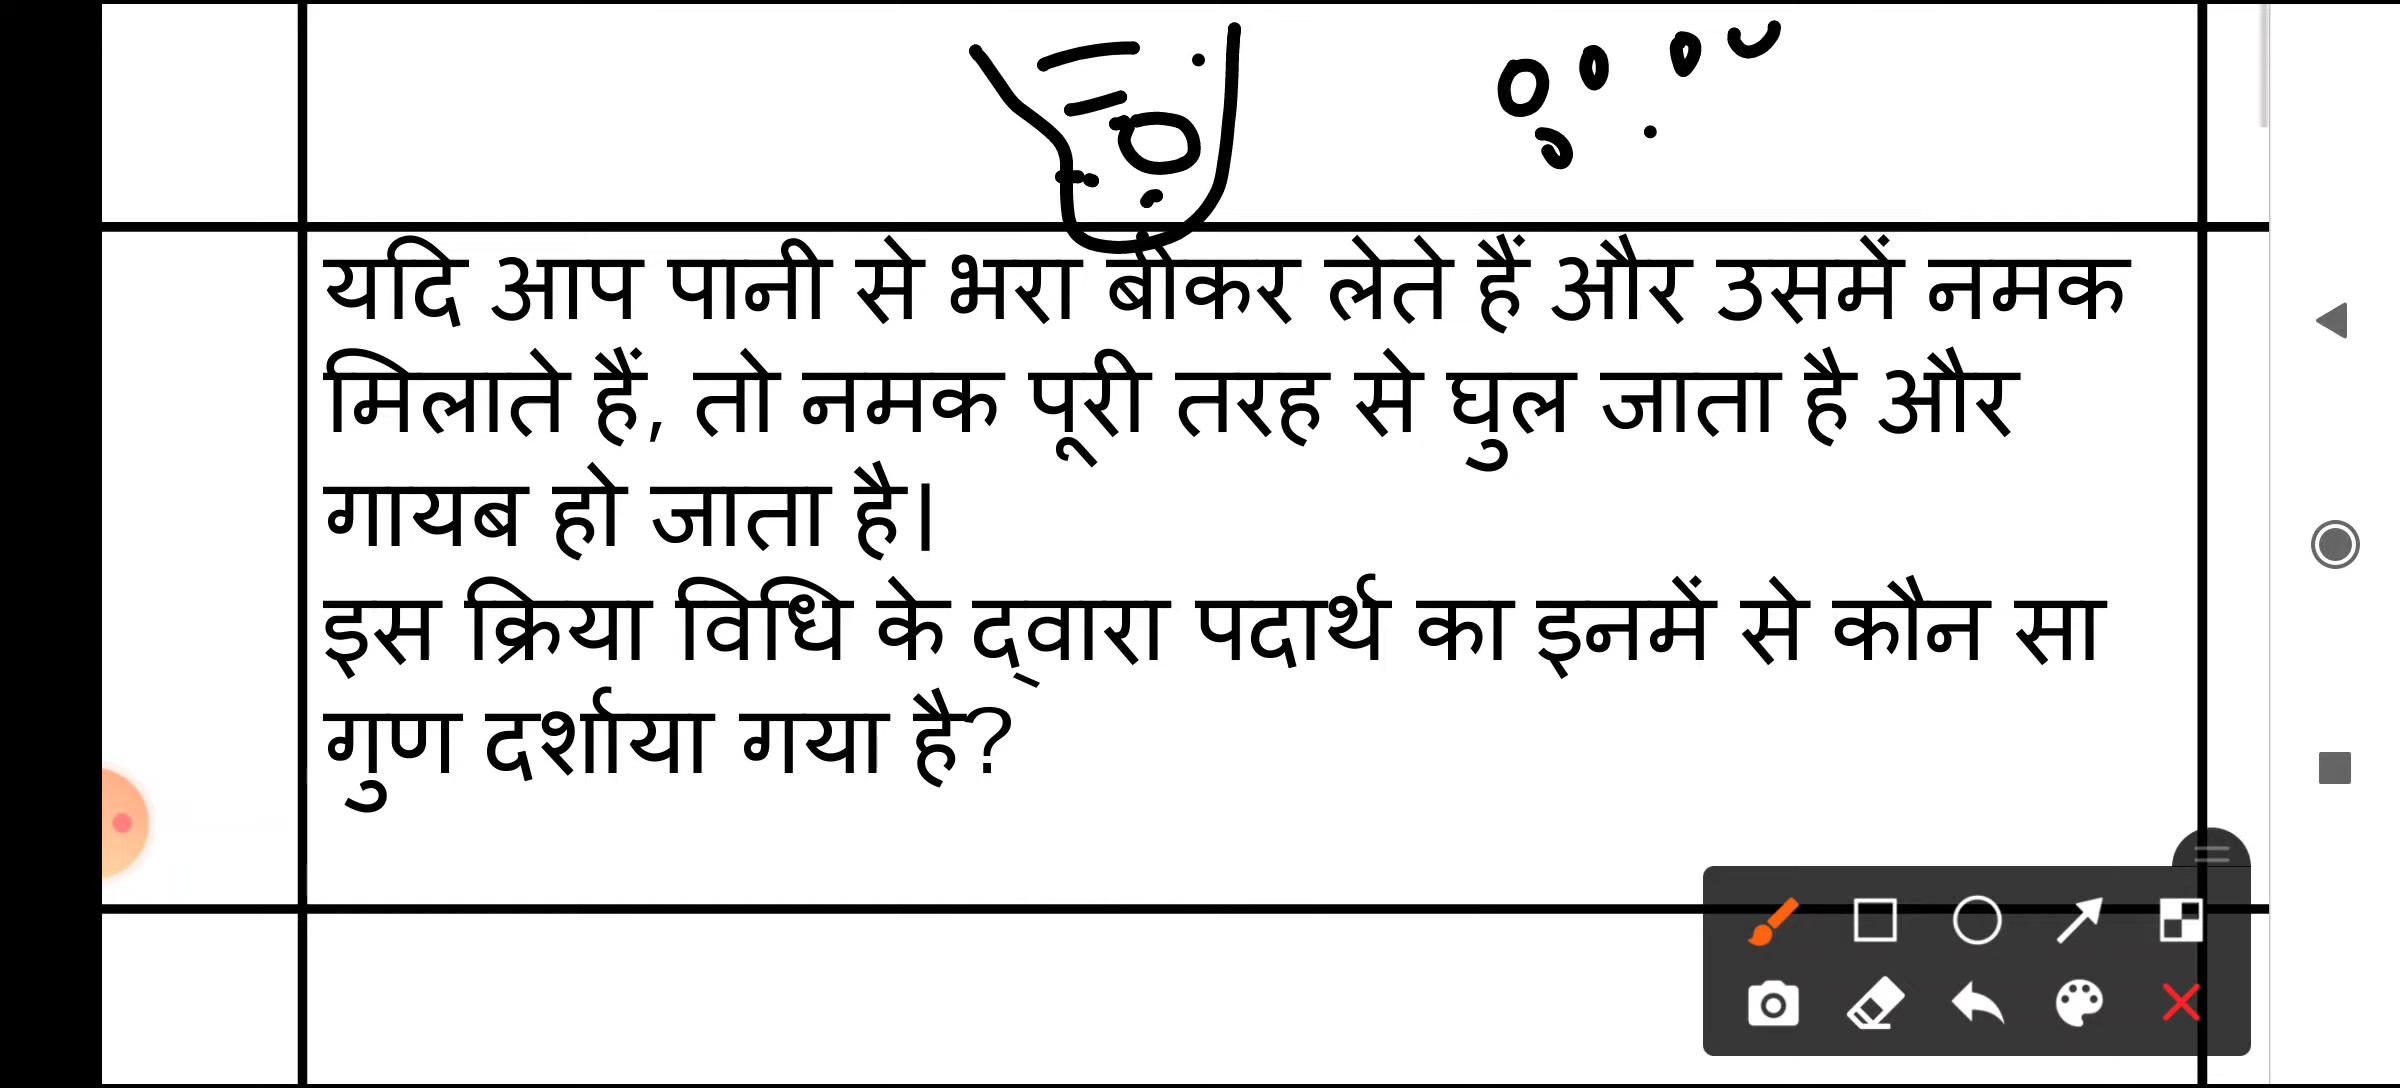 यदि आप पानी से भरा बीकर लेते हैं और उसमें नमक
मिलाते हैं, तो नमक पूरी तरह से घुल जाता है और
गायब हो जाता है।
इस क्रिया विधि के द्वारा पदार्थ का इनमें से कौन सा
गुण दर्शाया गया है?